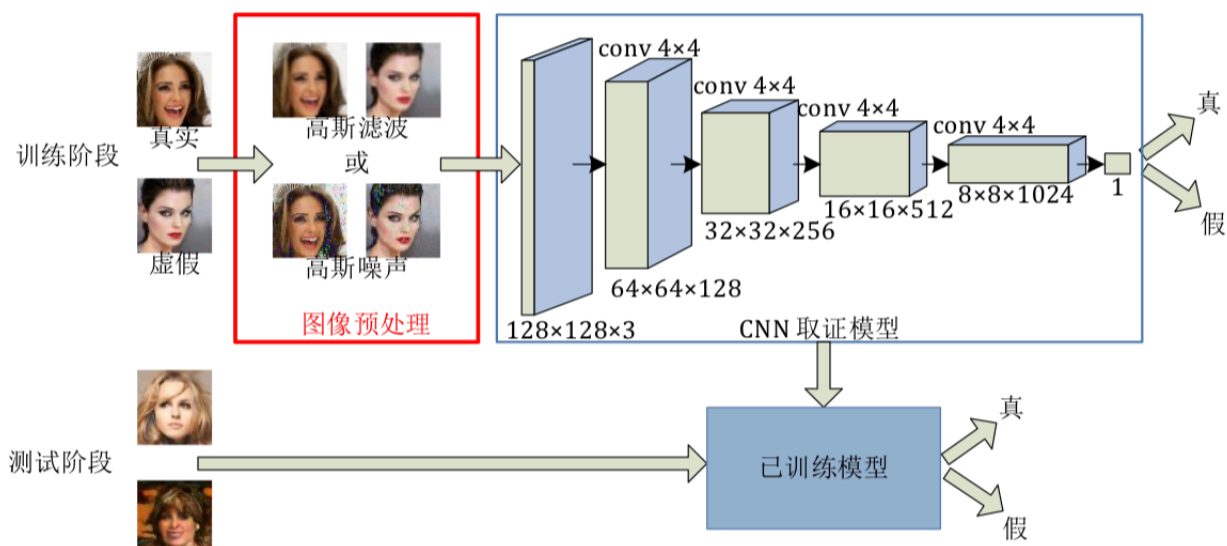 训练阶段
真实
虚假
高斯滤波
或
高斯噪声
图像预处理
conv 4×4
conv 4×4
conv 4×4
conv 4×4
128×128×3
64×64×128
32×32×256
16×16×512
8×8×1024
1
真
假
CNN 取证模型
测试阶段
已训练模型
真
假